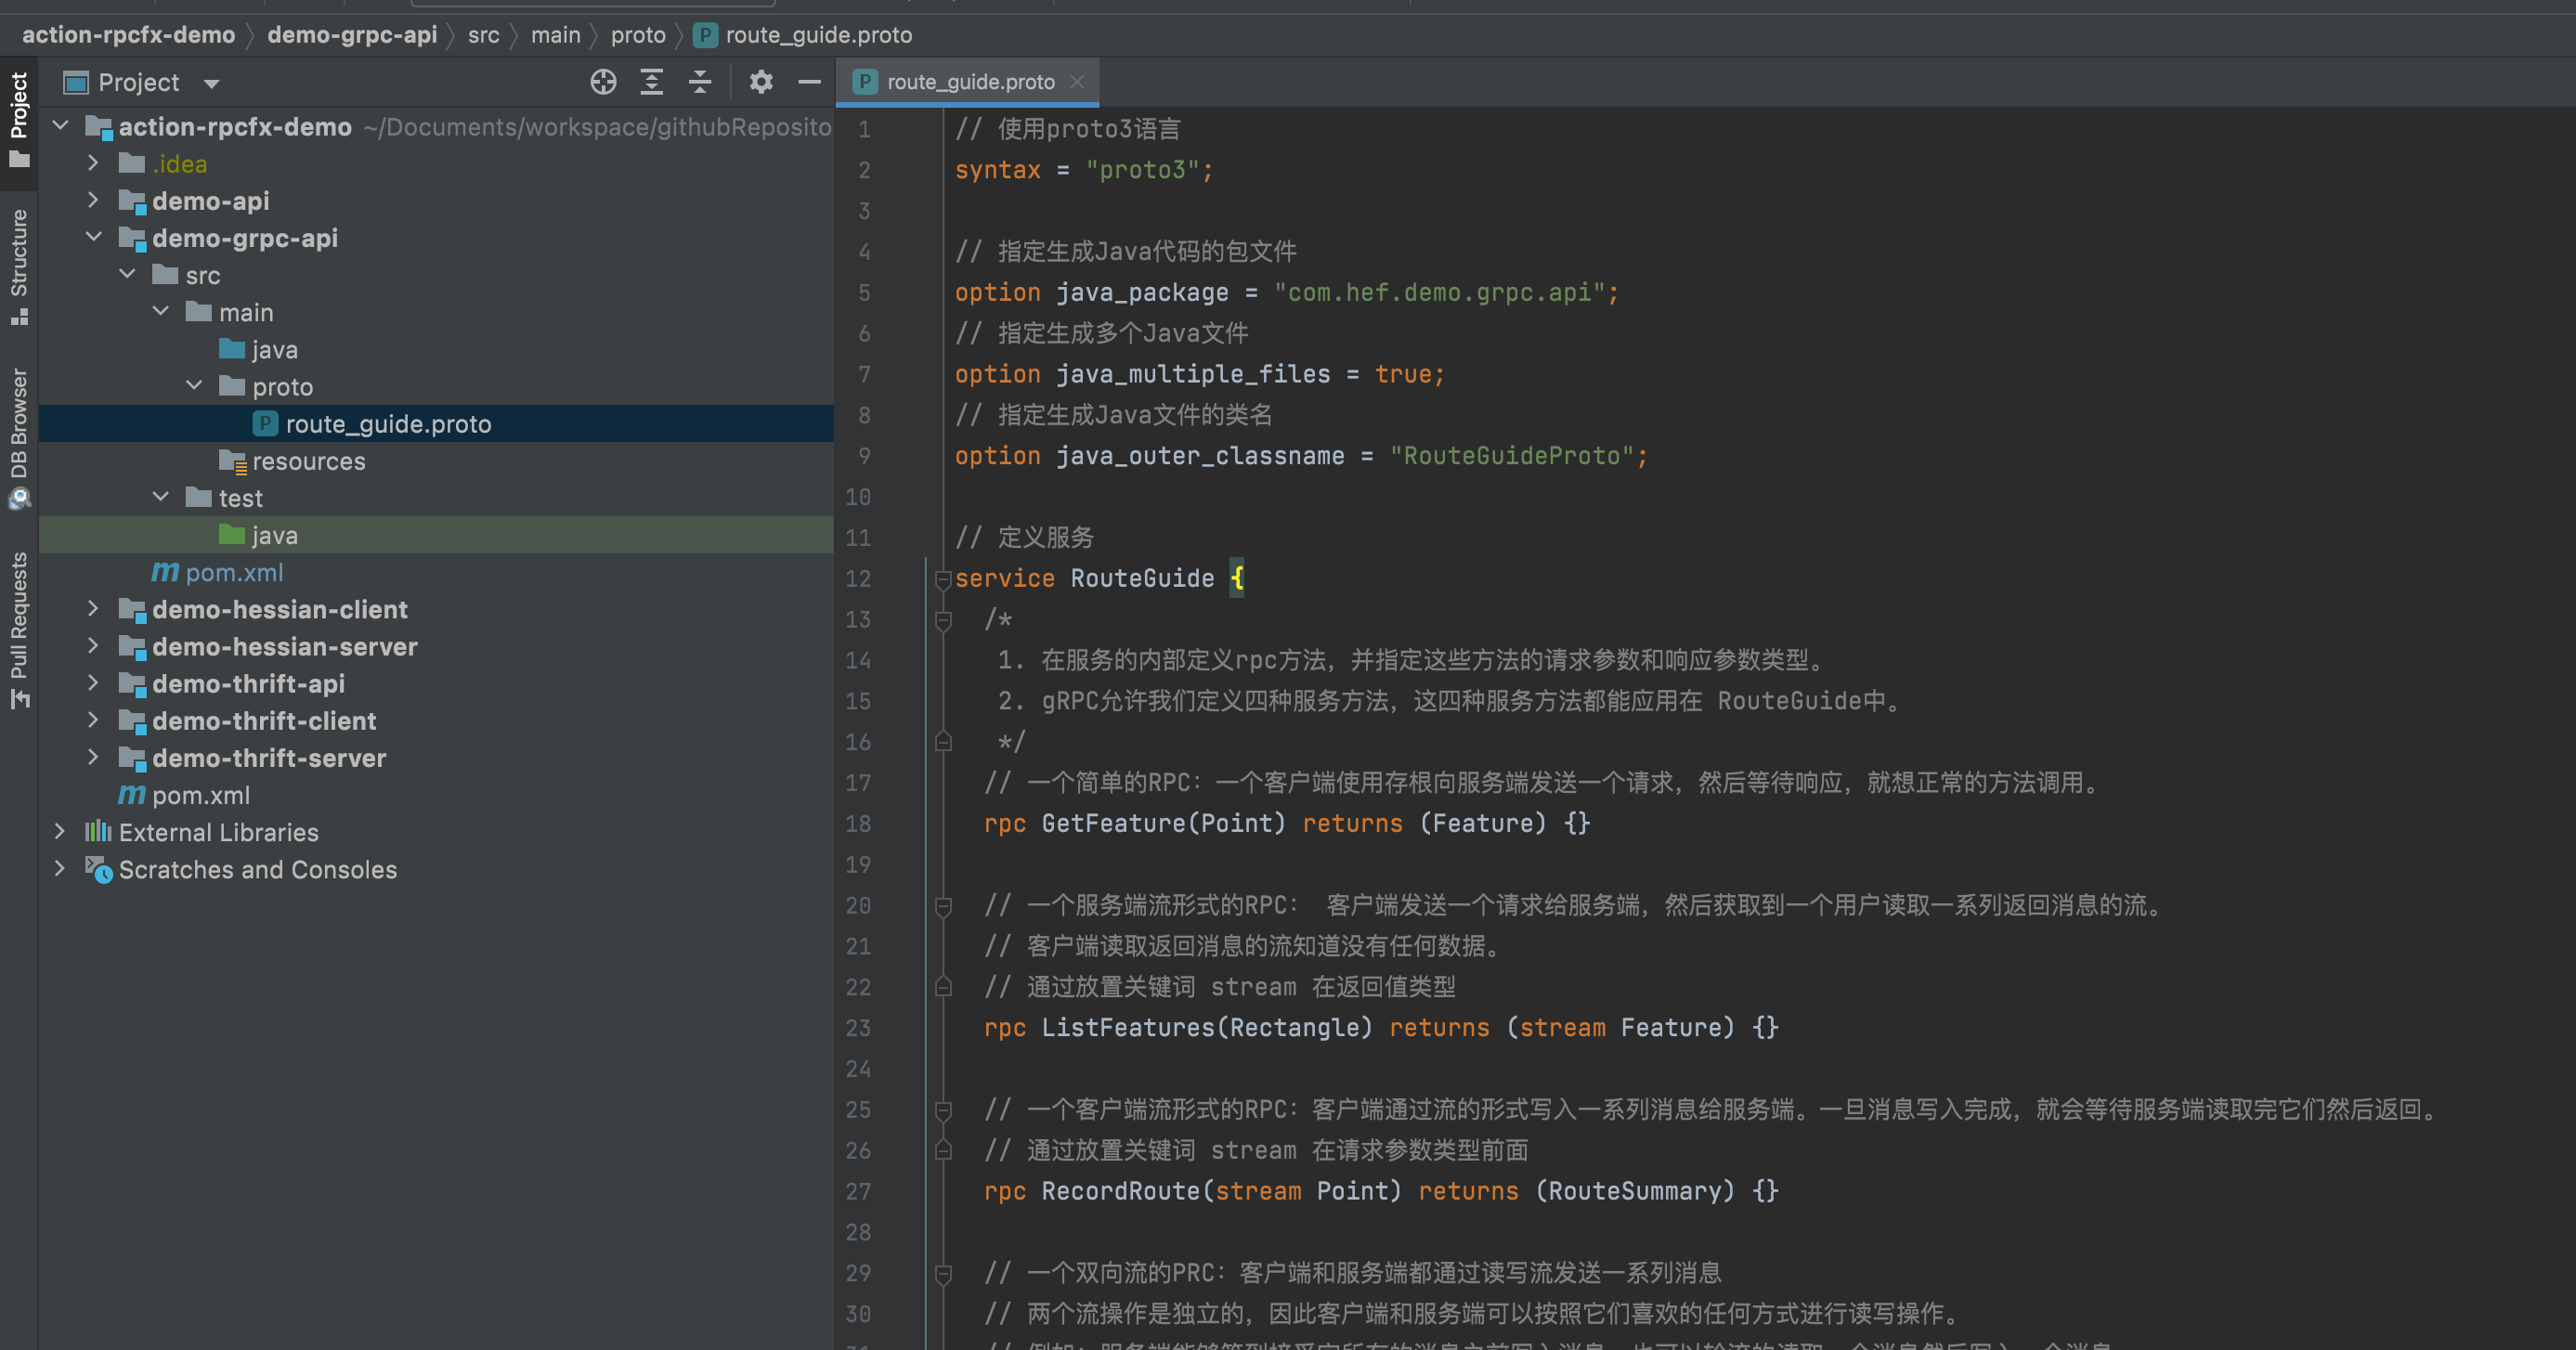 action-rpcfx-demo demo-grpc-api src main proto route_guide.proto
Project
Structure
DB Browser
Pull Requests
Project
action-rpcfx-demo ~/Documents/workspace/githubReposito
.idea
demo-api
demo-grpc-api
src
main
java
proto
route_guide.proto
resources
test
java
pom.xml
demo-hessian-client
demo-hessian-server
demo-thrift-api
demo-thrift-client
demo-thrift-server
pom.xml
External Libraries
Scratches and Consoles
route_guide.proto
1 // 使用proto3语言
2 syntax = "proto3";
3
4 // 指定生成Java代码的包文件
5 option java_package = "com.hef.demo.grpc.api";
6 // 指定生成多个Java文件
7 option java_multiple_files = true;
8 // 指定生成Java文件的类名
9 option java_outer_classname = "RouteGuideProto";
10
11 // 定义服务
12 service RouteGuide {
13 /*
14 1. 在服务的内部定义rpc方法，并指定这些方法的请求参数和响应参数类型。
15 2. gRPC允许我们定义四种服务方法，这四种服务方法都能应用在 RouteGuide中。
16 */
17 // 一个简单的RPC：一个客户端使用存根向服务端发送一个请求，然后等待响应，就想正常的方法调用。
18 rpc GetFeature(Point) returns (Feature) {}
19
20 // 一个服务端流形式的RPC： 客户端发送一个请求给服务端，然后获取到一个用户读取一系列返回消息的流。
21 // 客户端读取返回消息的流知道没有任何数据。
22 // 通过放置关键词 stream 在返回值类型
23 rpc ListFeatures(Rectangle) returns (stream Feature) {}
24
25 // 一个客户端流形式的RPC：客户端通过流的形式写入一系列消息给服务端。一旦消息写入完成，就会等待服务端读取完它们然后返回。
26 // 通过放置关键词 stream 在请求参数类型前面
27 rpc RecordRoute(stream Point) returns (RouteSummary) {}
28
29 // 一个双向流的PRC：客户端和服务端都通过读写流发送一系列消息
30 // 两个流操作是独立的，因此客户端和服务端可以按照它们喜欢的任何方式进行读写操作。